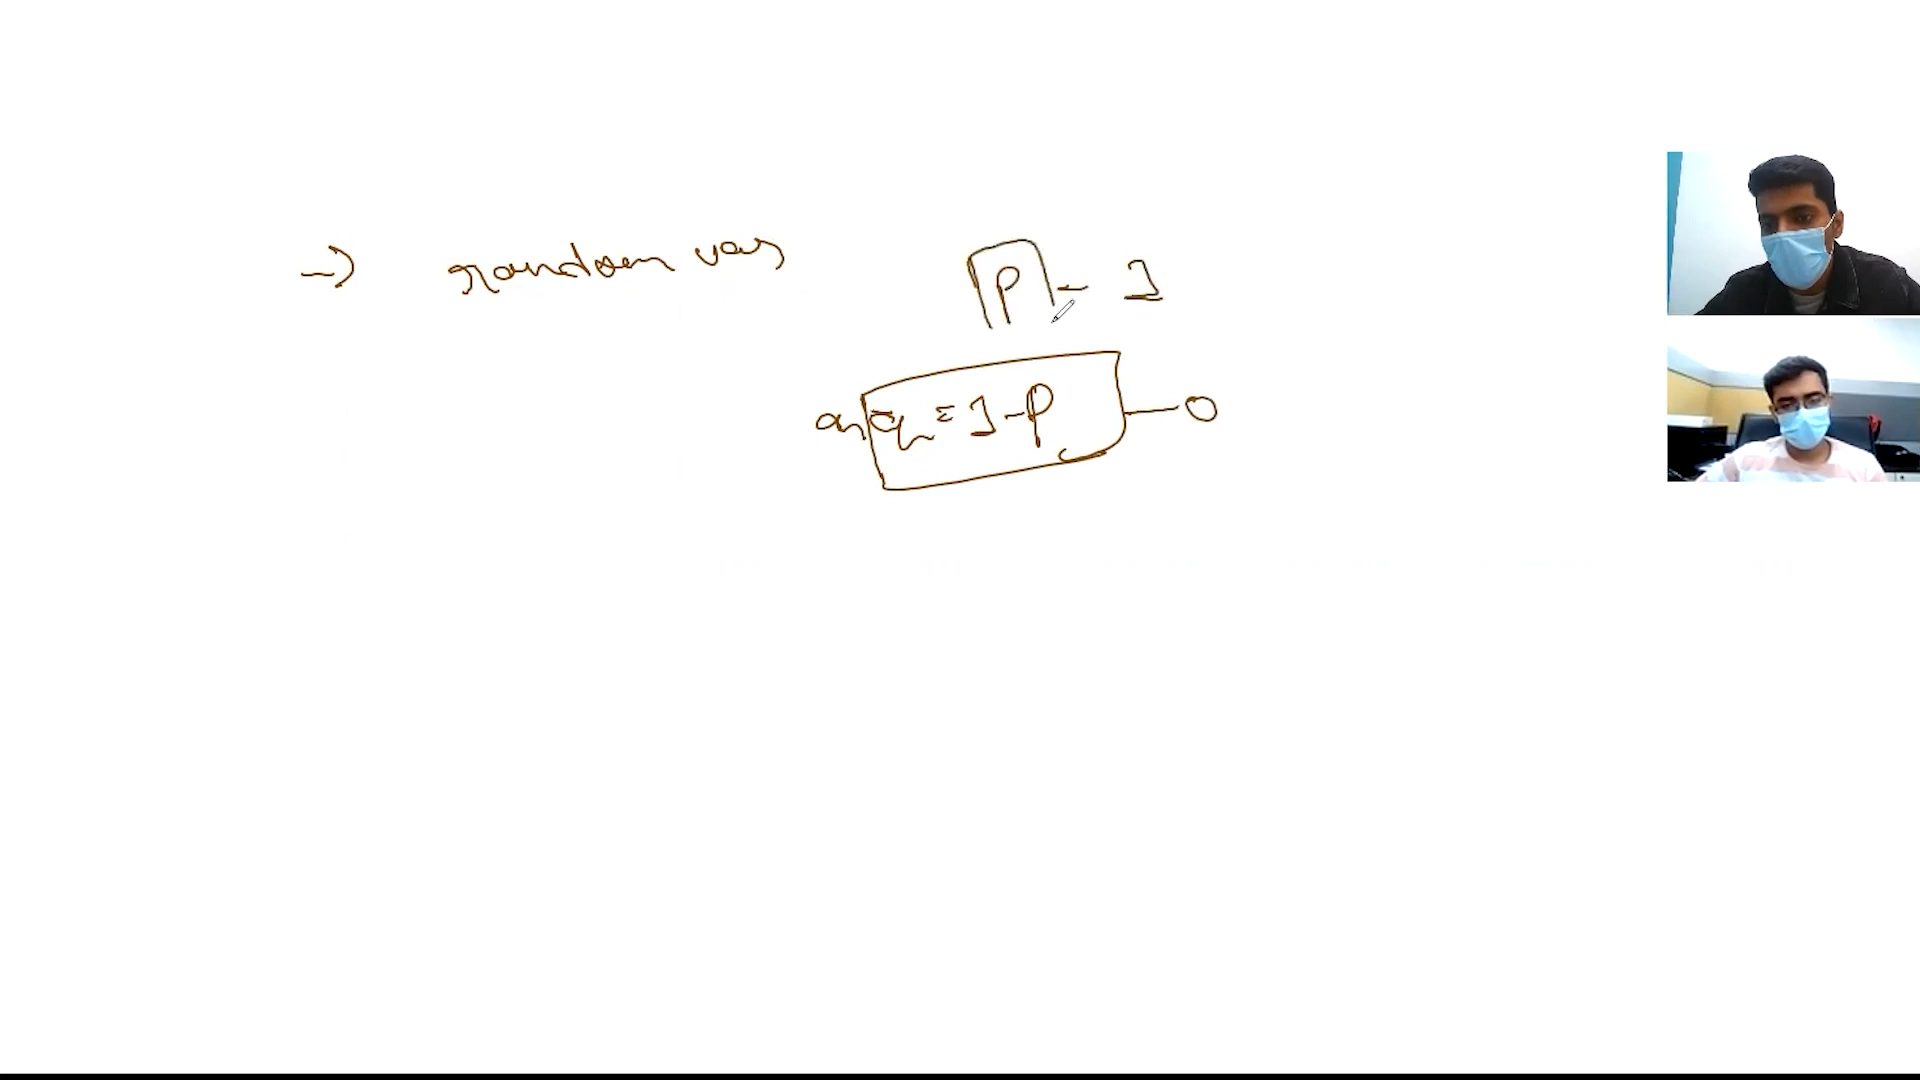 → random var
P - 1
q q = 1 - P — 0